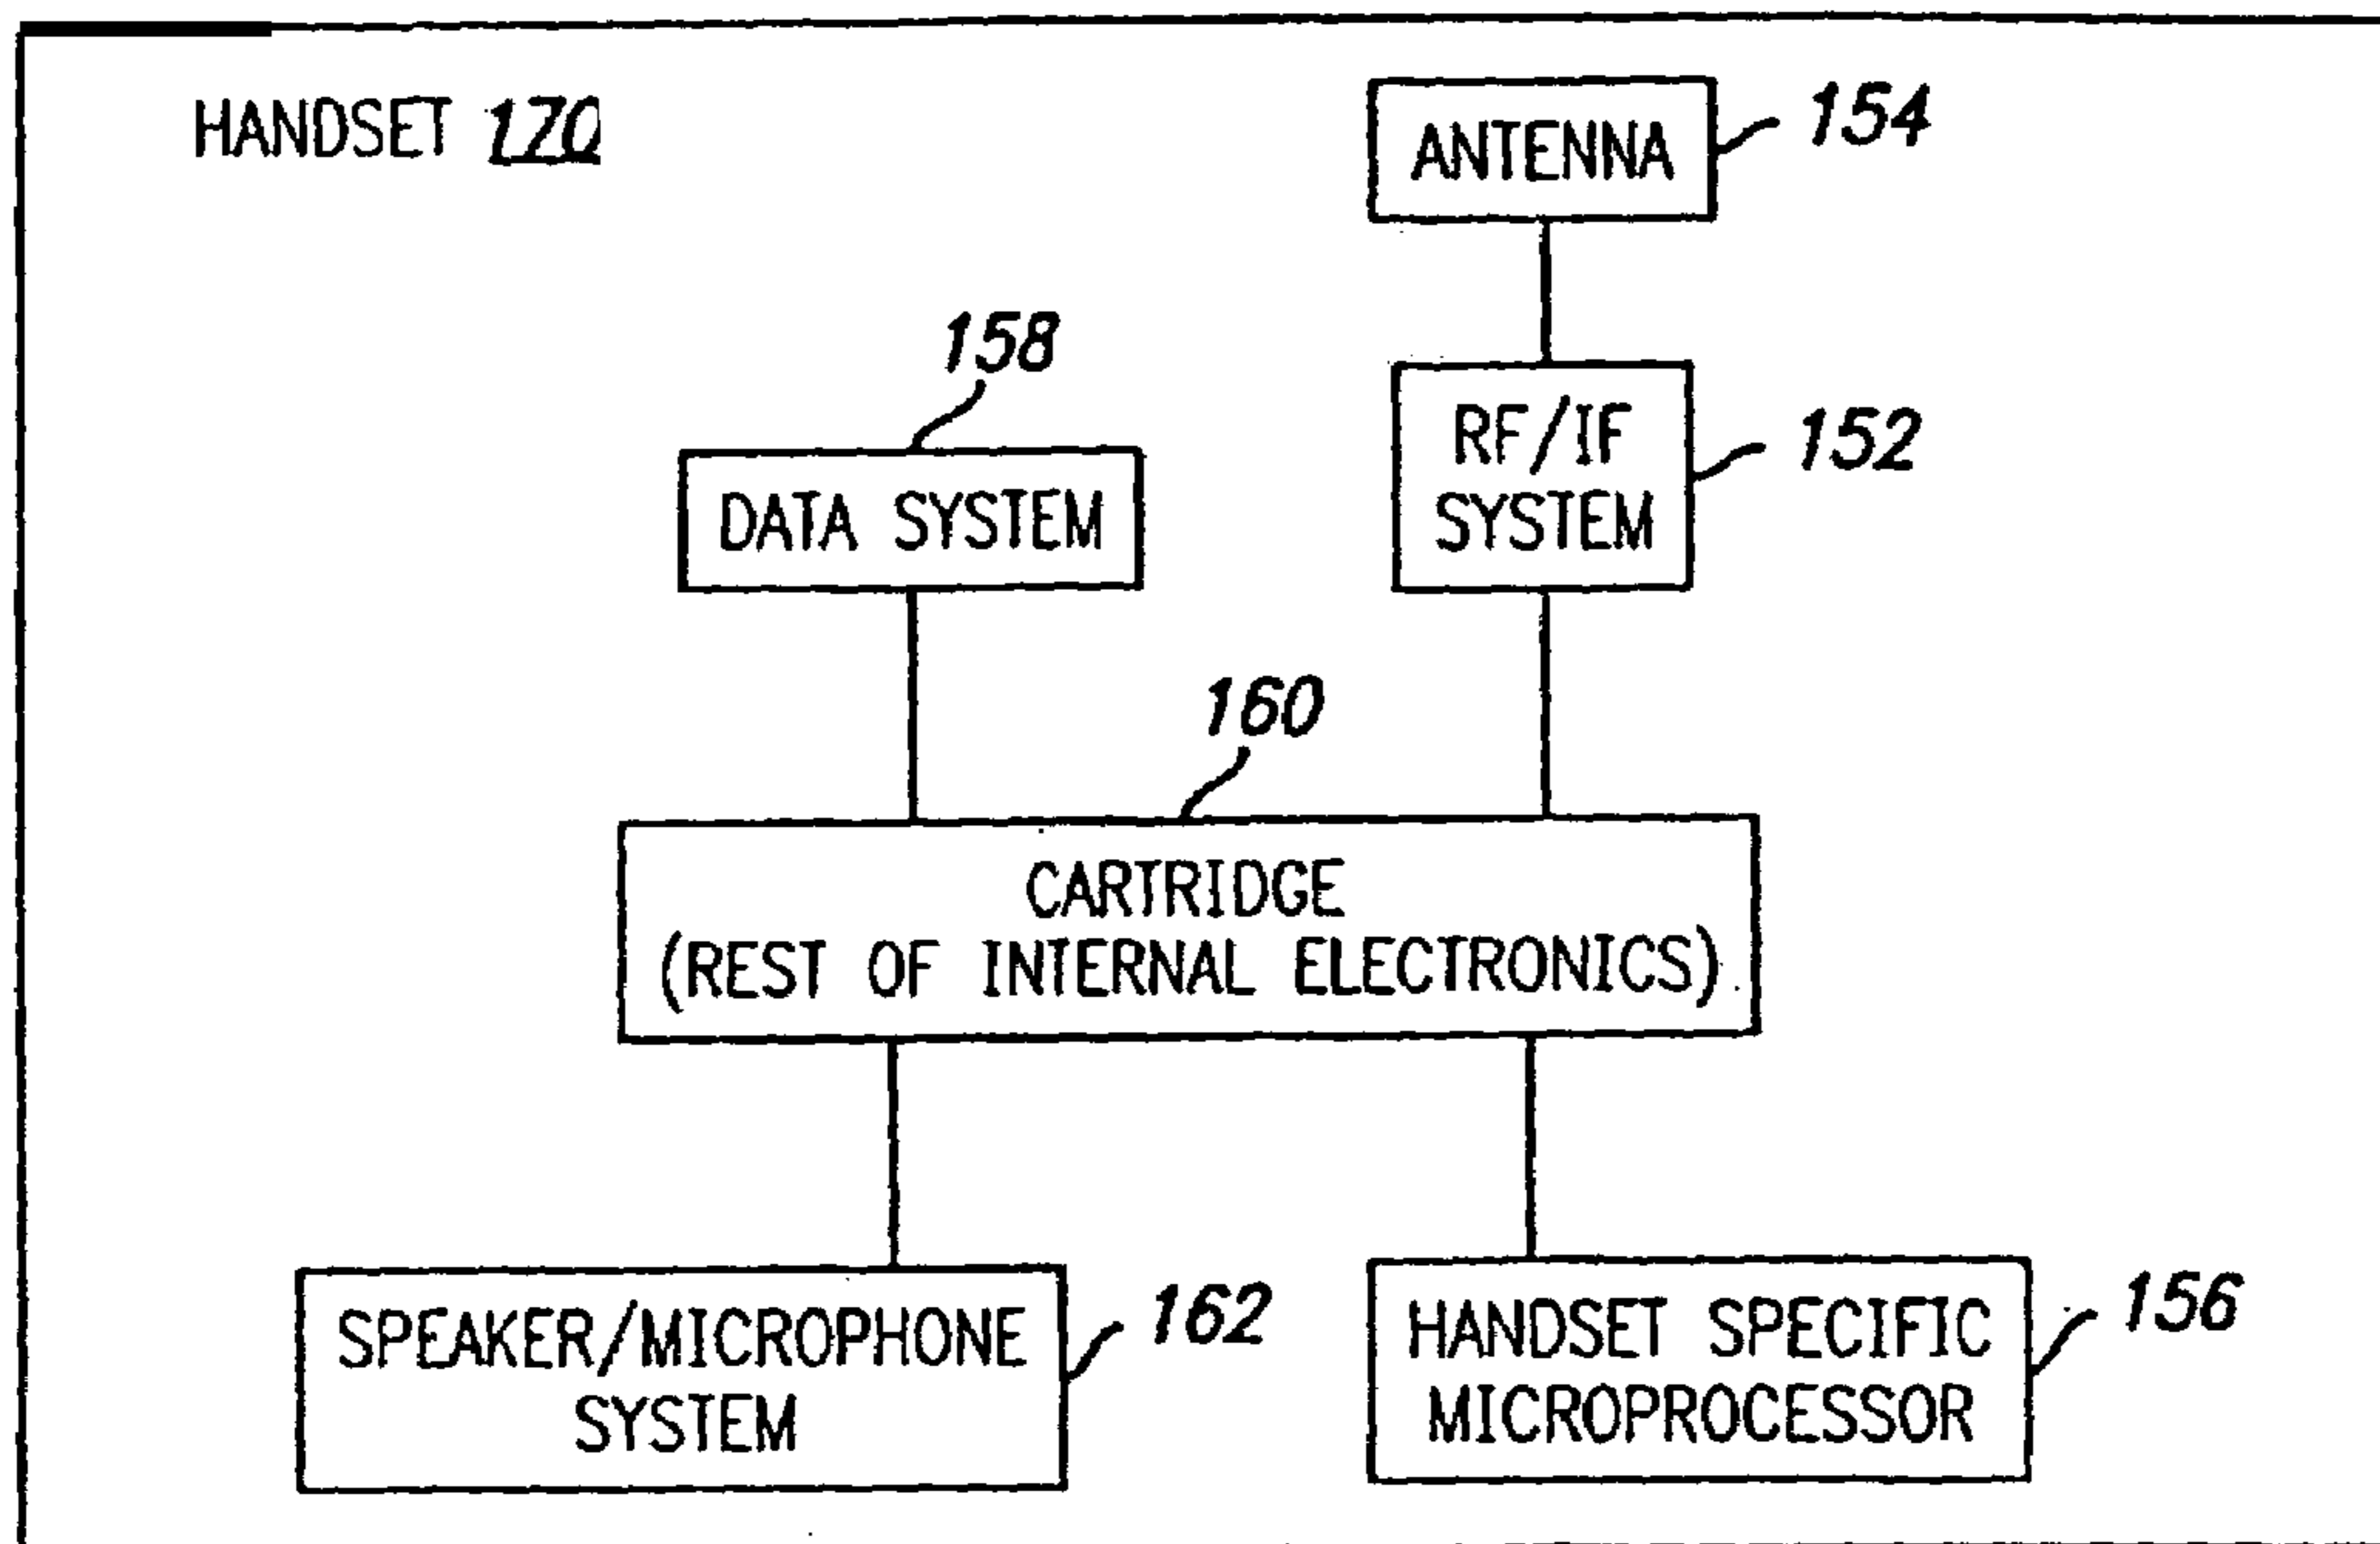 HANDSET 170
ANTENNA
154
158
RF/IF
SYSTEM
152
DATA SYSTEM
160
CARTRIDGE
(REST OF INTERNAL ELECTRONICS)
SPEAKER/MICROPHONE
SYSTEM
162
HANDSET SPECIFIC
MICROPROCESSOR
156